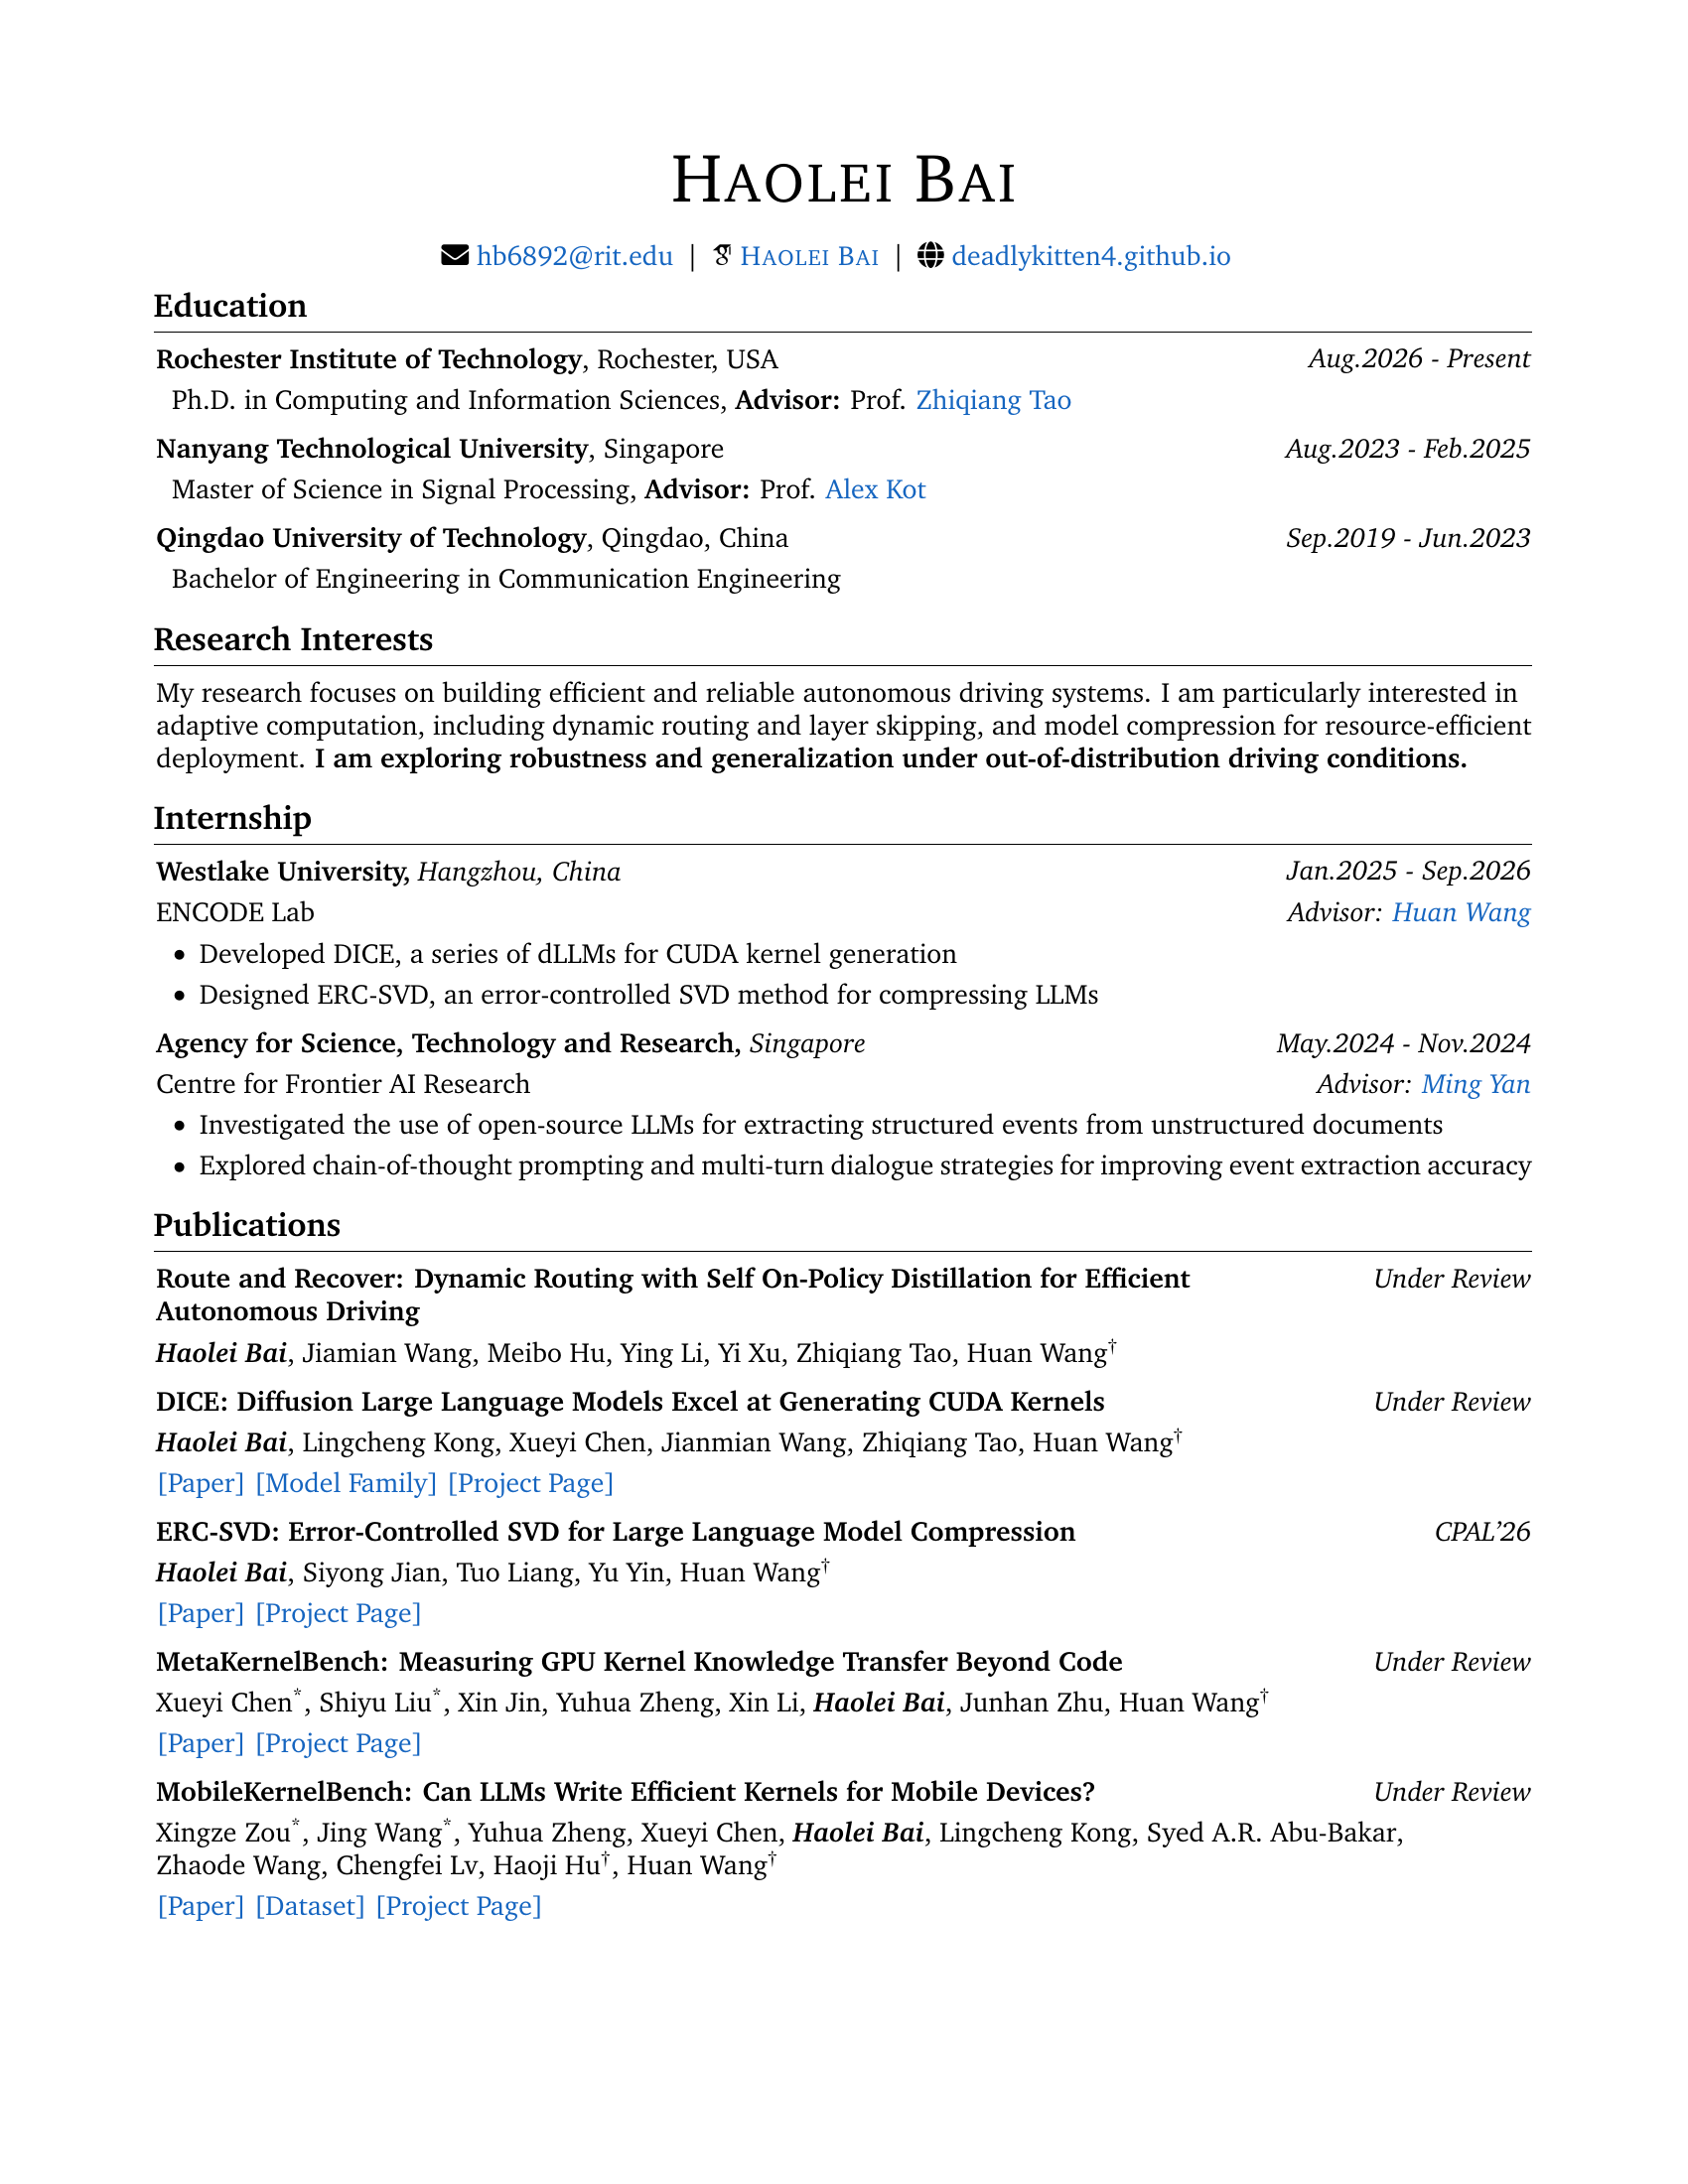 HAOLEI BAI
hb6892@rit.edu | HAOLEI BAI | deadlykitten4.github.io
Education
Rochester Institute of Technology, Rochester, USA Aug.2026 - Present
Ph.D. in Computing and Information Sciences, Advisor: Prof. Zhiqiang Tao
Nanyang Technological University, Singapore Aug.2023 - Feb.2025
Master of Science in Signal Processing, Advisor: Prof. Alex Kot
Qingdao University of Technology, Qingdao, China Sep.2019 - Jun.2023
Bachelor of Engineering in Communication Engineering
Research Interests
My research focuses on building efficient and reliable autonomous driving systems. I am particularly interested in
adaptive computation, including dynamic routing and layer skipping, and model compression for resource-efficient
deployment. I am exploring robustness and generalization under out-of-distribution driving conditions.
Internship
Westlake University, Hangzhou, China Jan.2025 - Sep.2026
ENCODE Lab Advisor: Huan Wang
• Developed DICE, a series of dLLMs for CUDA kernel generation
• Designed ERC-SVD, an error-controlled SVD method for compressing LLMs
Agency for Science, Technology and Research, Singapore May.2024 - Nov.2024
Centre for Frontier AI Research Advisor: Ming Yan
• Investigated the use of open-source LLMs for extracting structured events from unstructured documents
• Explored chain-of-thought prompting and multi-turn dialogue strategies for improving event extraction accuracy
Publications
Route and Recover: Dynamic Routing with Self On-Policy Distillation for Efficient Under Review
Autonomous Driving
Haolei Bai, Jiamian Wang, Meibo Hu, Ying Li, Yi Xu, Zhiqiang Tao, Huan Wang†
DICE: Diffusion Large Language Models Excel at Generating CUDA Kernels Under Review
Haolei Bai, Lingcheng Kong, Xueyi Chen, Jianmian Wang, Zhiqiang Tao, Huan Wang†
[Paper] [Model Family] [Project Page]
ERC-SVD: Error-Controlled SVD for Large Language Model Compression CPAL’26
Haolei Bai, Siyong Jian, Tuo Liang, Yu Yin, Huan Wang†
[Paper] [Project Page]
MetaKernelBench: Measuring GPU Kernel Knowledge Transfer Beyond Code Under Review
Xueyi Chen*, Shiyu Liu*, Xin Jin, Yuhua Zheng, Xin Li, Haolei Bai, Junhan Zhu, Huan Wang†
[Paper] [Project Page]
MobileKernelBench: Can LLMs Write Efficient Kernels for Mobile Devices? Under Review
Xingze Zou*, Jing Wang*, Yuhua Zheng, Xueyi Chen, Haolei Bai, Lingcheng Kong, Syed A.R. Abu-Bakar,
Zhaode Wang, Chengfei Lv, Haoji Hu†, Huan Wang†
[Paper] [Dataset] [Project Page]